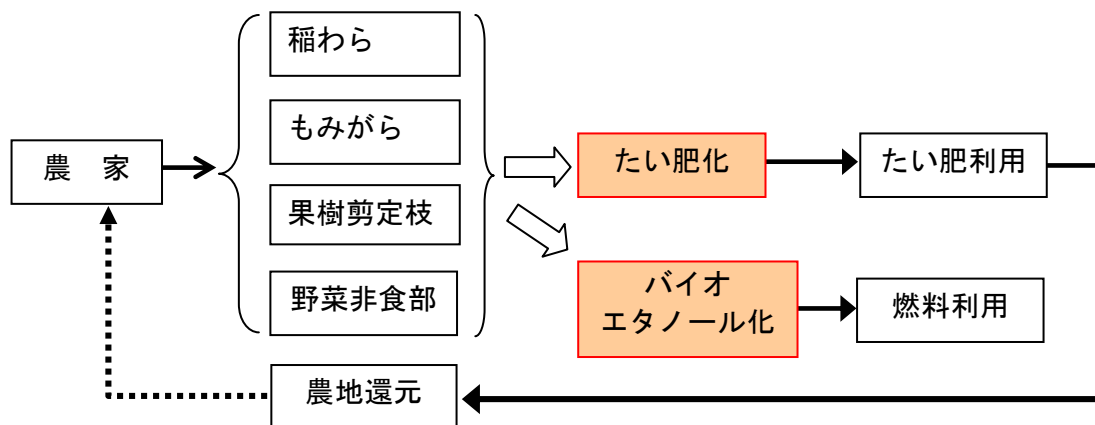 稲わら
もみがら
農　家
たい肥化
たい肥利用
果樹剪定枝
野菜非食部
バイオ
エタノール化
燃料利用
農地還元